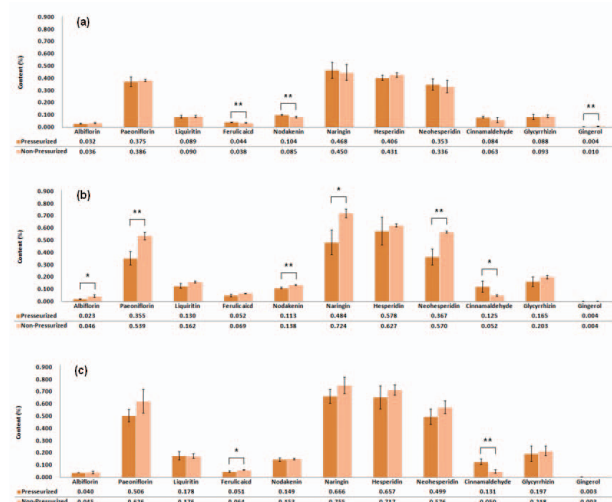 (a)
Content (%)
0.900
0.800
0.700
0.600
0.500
0.400
0.300
0.200
0.100
0.000
** ** **
Albiflorin Paeoniflorin Liquiritin Ferulicaicd Nodakenin Naringin Hesperidin Neohesperidin Cinnamaldehyde Glycyrrhizin Gingerol
Presseurized 0.032 0.375 0.089 0.044 0.104 0.468 0.406 0.353 0.084 0.088 0.004
Non-Pressurized 0.036 0.386 0.090 0.038 0.085 0.450 0.431 0.336 0.063 0.093 0.010
(b)
Content (%)
0.900
0.800
0.700
0.600
0.500
0.400
0.300
0.200
0.100
0.000
* ** ** * ** *
Albiflorin Paeoniflorin Liquiritin Ferulicaicd Nodakenin Naringin Hesperidin Neohesperidin Cinnamaldehyde Glycyrrhizin Gingerol
Presseurized 0.023 0.355 0.130 0.052 0.113 0.484 0.578 0.367 0.125 0.165 0.004
Non-Pressurized 0.046 0.539 0.162 0.069 0.138 0.724 0.627 0.570 0.052 0.203 0.004
(c)
Content (%)
0.900
0.800
0.700
0.600
0.500
0.400
0.300
0.200
0.100
0.000
* **
Albiflorin Paeoniflorin Liquiritin Ferulicaicd Nodakenin Naringin Hesperidin Neohesperidin Cinnamaldehyde Glycyrrhizin Gingerol
Presseurized 0.040 0.506 0.178 0.051 0.149 0.666 0.657 0.499 0.131 0.197 0.003